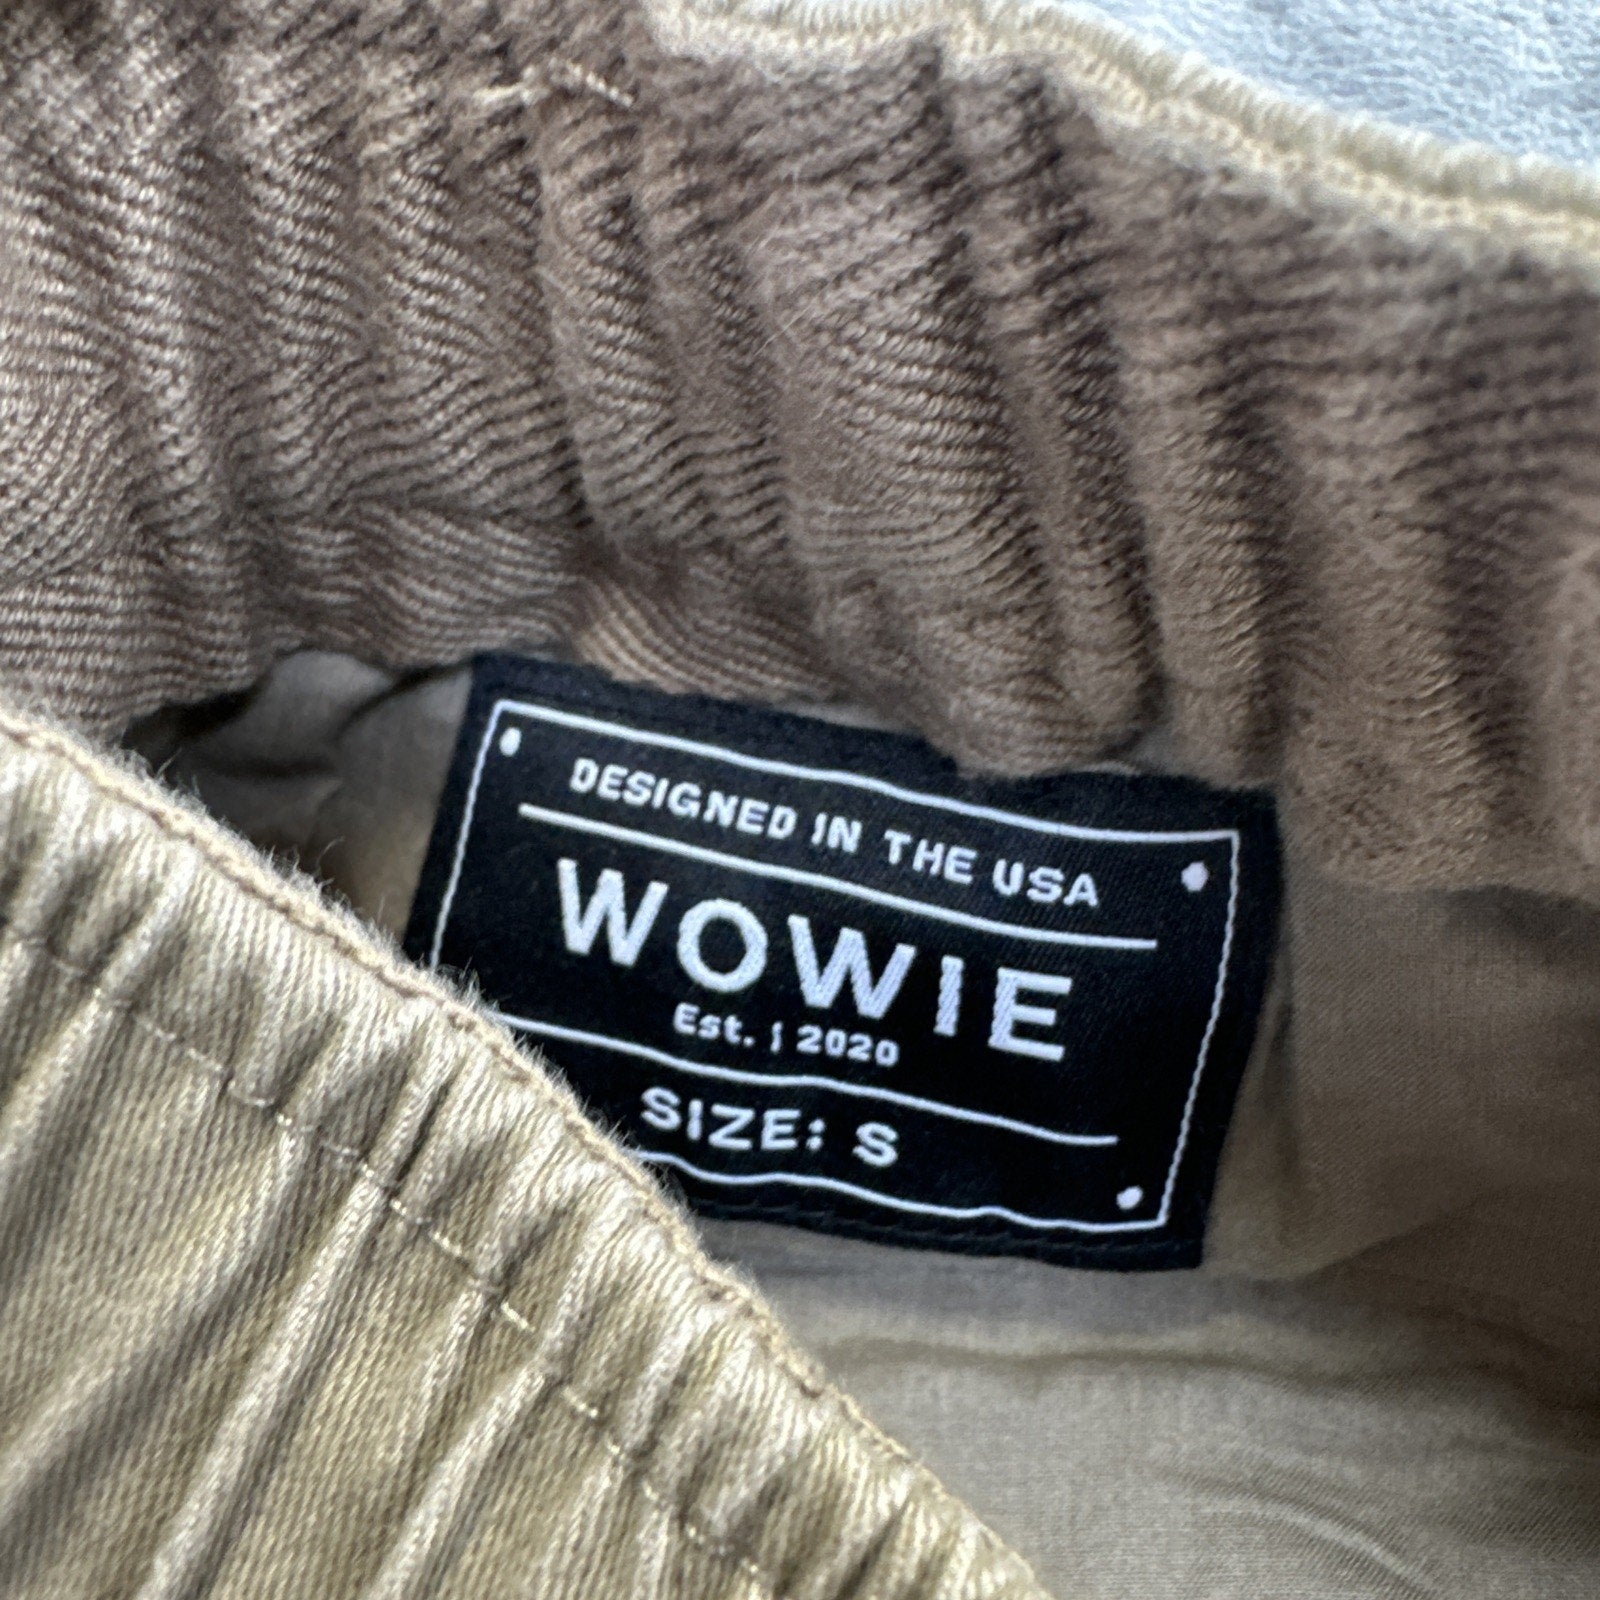 DESIGNED IN THE USA
WOWIE
Est. | 2020
SIZE: S